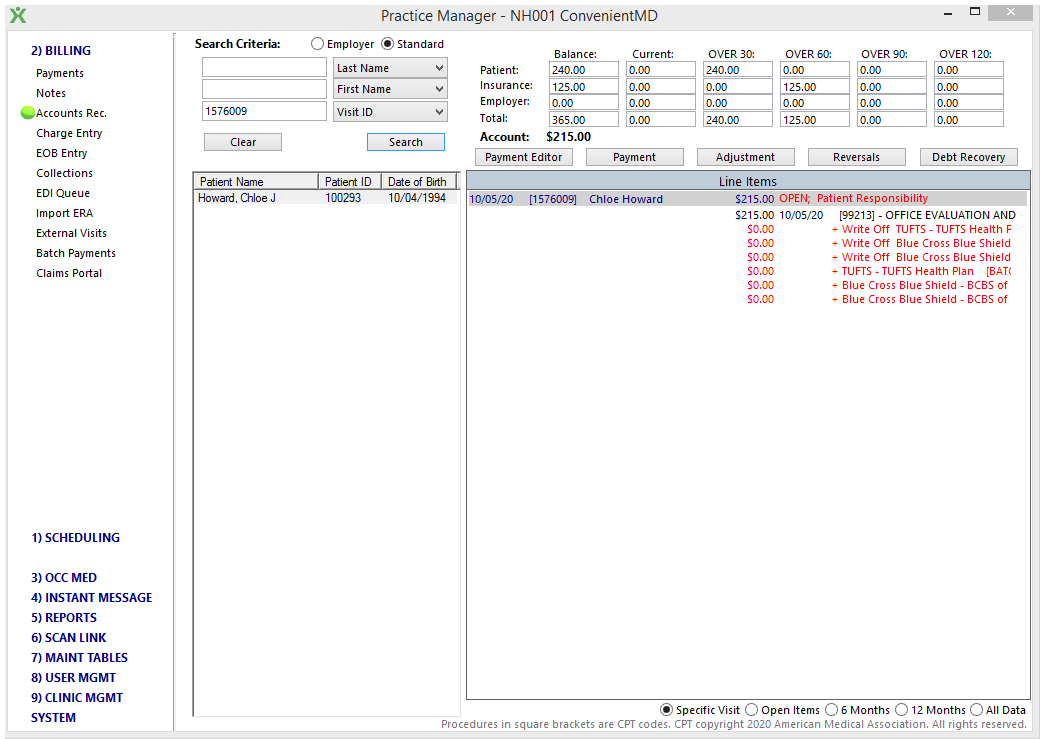 Practice Manager - NH001 ConvenientMD
2) BILLING
Payments
Notes
Accounts Rec.
Charge Entry
EOB Entry
Collections
EDI Queue
Import ERA
External Visits
Batch Payments
Claims Portal
1) SCHEDULING
3) OCC MED
4) INSTANT MESSAGE
5) REPORTS
6) SCAN LINK
7) MAINT TABLES
8) USER MGMT
9) CLINIC MGMT
SYSTEM
Search Criteria: Employer Standard
Last Name
First Name
1576009 Visit ID
Clear Search
Patient Name Patient ID Date of Birth
Howard, Chloe J 100293 10/04/1994
Balance: Current: OVER 30: OVER 60: OVER 90: OVER 120:
Patient: 240.00 0.00 240.00 0.00 0.00 0.00
Insurance: 125.00 0.00 0.00 125.00 0.00 0.00
Employer: 0.00 0.00 0.00 0.00 0.00 0.00
Total: 365.00 0.00 240.00 125.00 0.00 0.00
Account: $215.00
Payment Editor Payment Adjustment Reversals Debt Recovery
Line Items
10/05/20 [1576009] Chloe Howard $215.00 OPEN; Patient Responsibility
$215.00 10/05/20 [99213] - OFFICE EVALUATION AND
$0.00 + Write Off TUFTS - TUFTS Health P
$0.00 + Write Off Blue Cross Blue Shield
$0.00 + Write Off Blue Cross Blue Shield
$0.00 + TUFTS - TUFTS Health Plan [BATC
$0.00 + Blue Cross Blue Shield - BCBS of
$0.00 + Blue Cross Blue Shield - BCBS of
Specific Visit Open Items 6 Months 12 Months All Data
Procedures in square brackets are CPT codes. CPT copyright 2020 American Medical Association. All rights reserved.